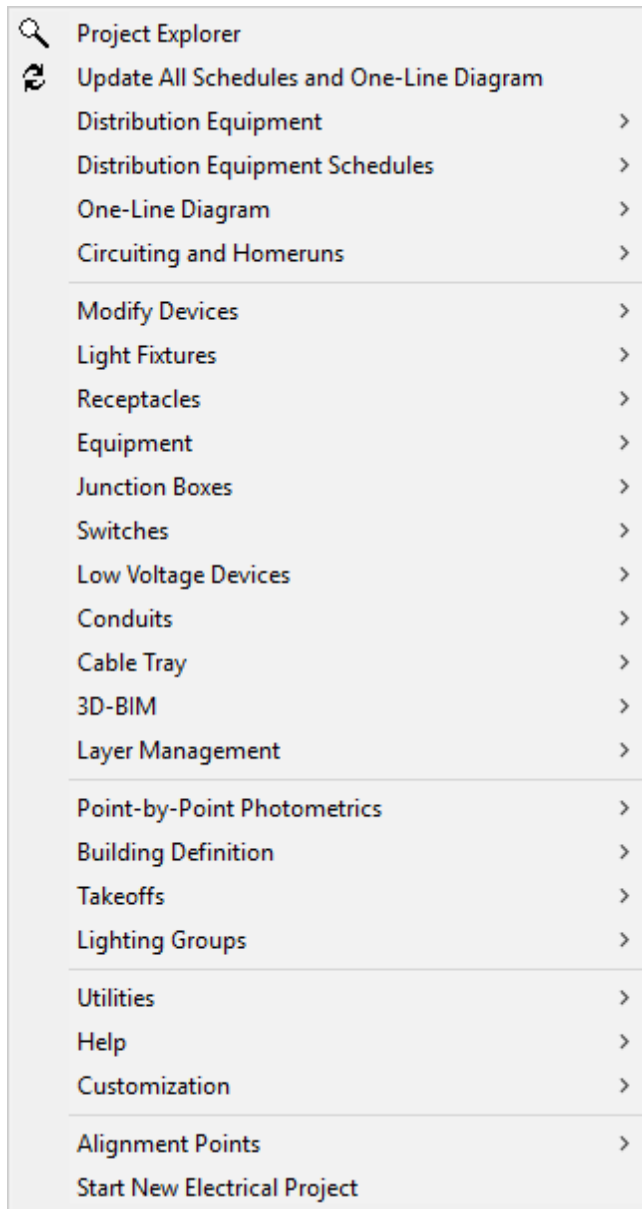 Project Explorer
Update All Schedules and One-Line Diagram
Distribution Equipment
Distribution Equipment Schedules
One-Line Diagram
Circuiting and Homeruns
Modify Devices
Light Fixtures
Receptacles
Equipment
Junction Boxes
Switches
Low Voltage Devices
Conduits
Cable Tray
3D-BIM
Layer Management
Point-by-Point Photometrics
Building Definition
Takeoffs
Lighting Groups
Utilities
Help
Customization
Alignment Points
Start New Electrical Project